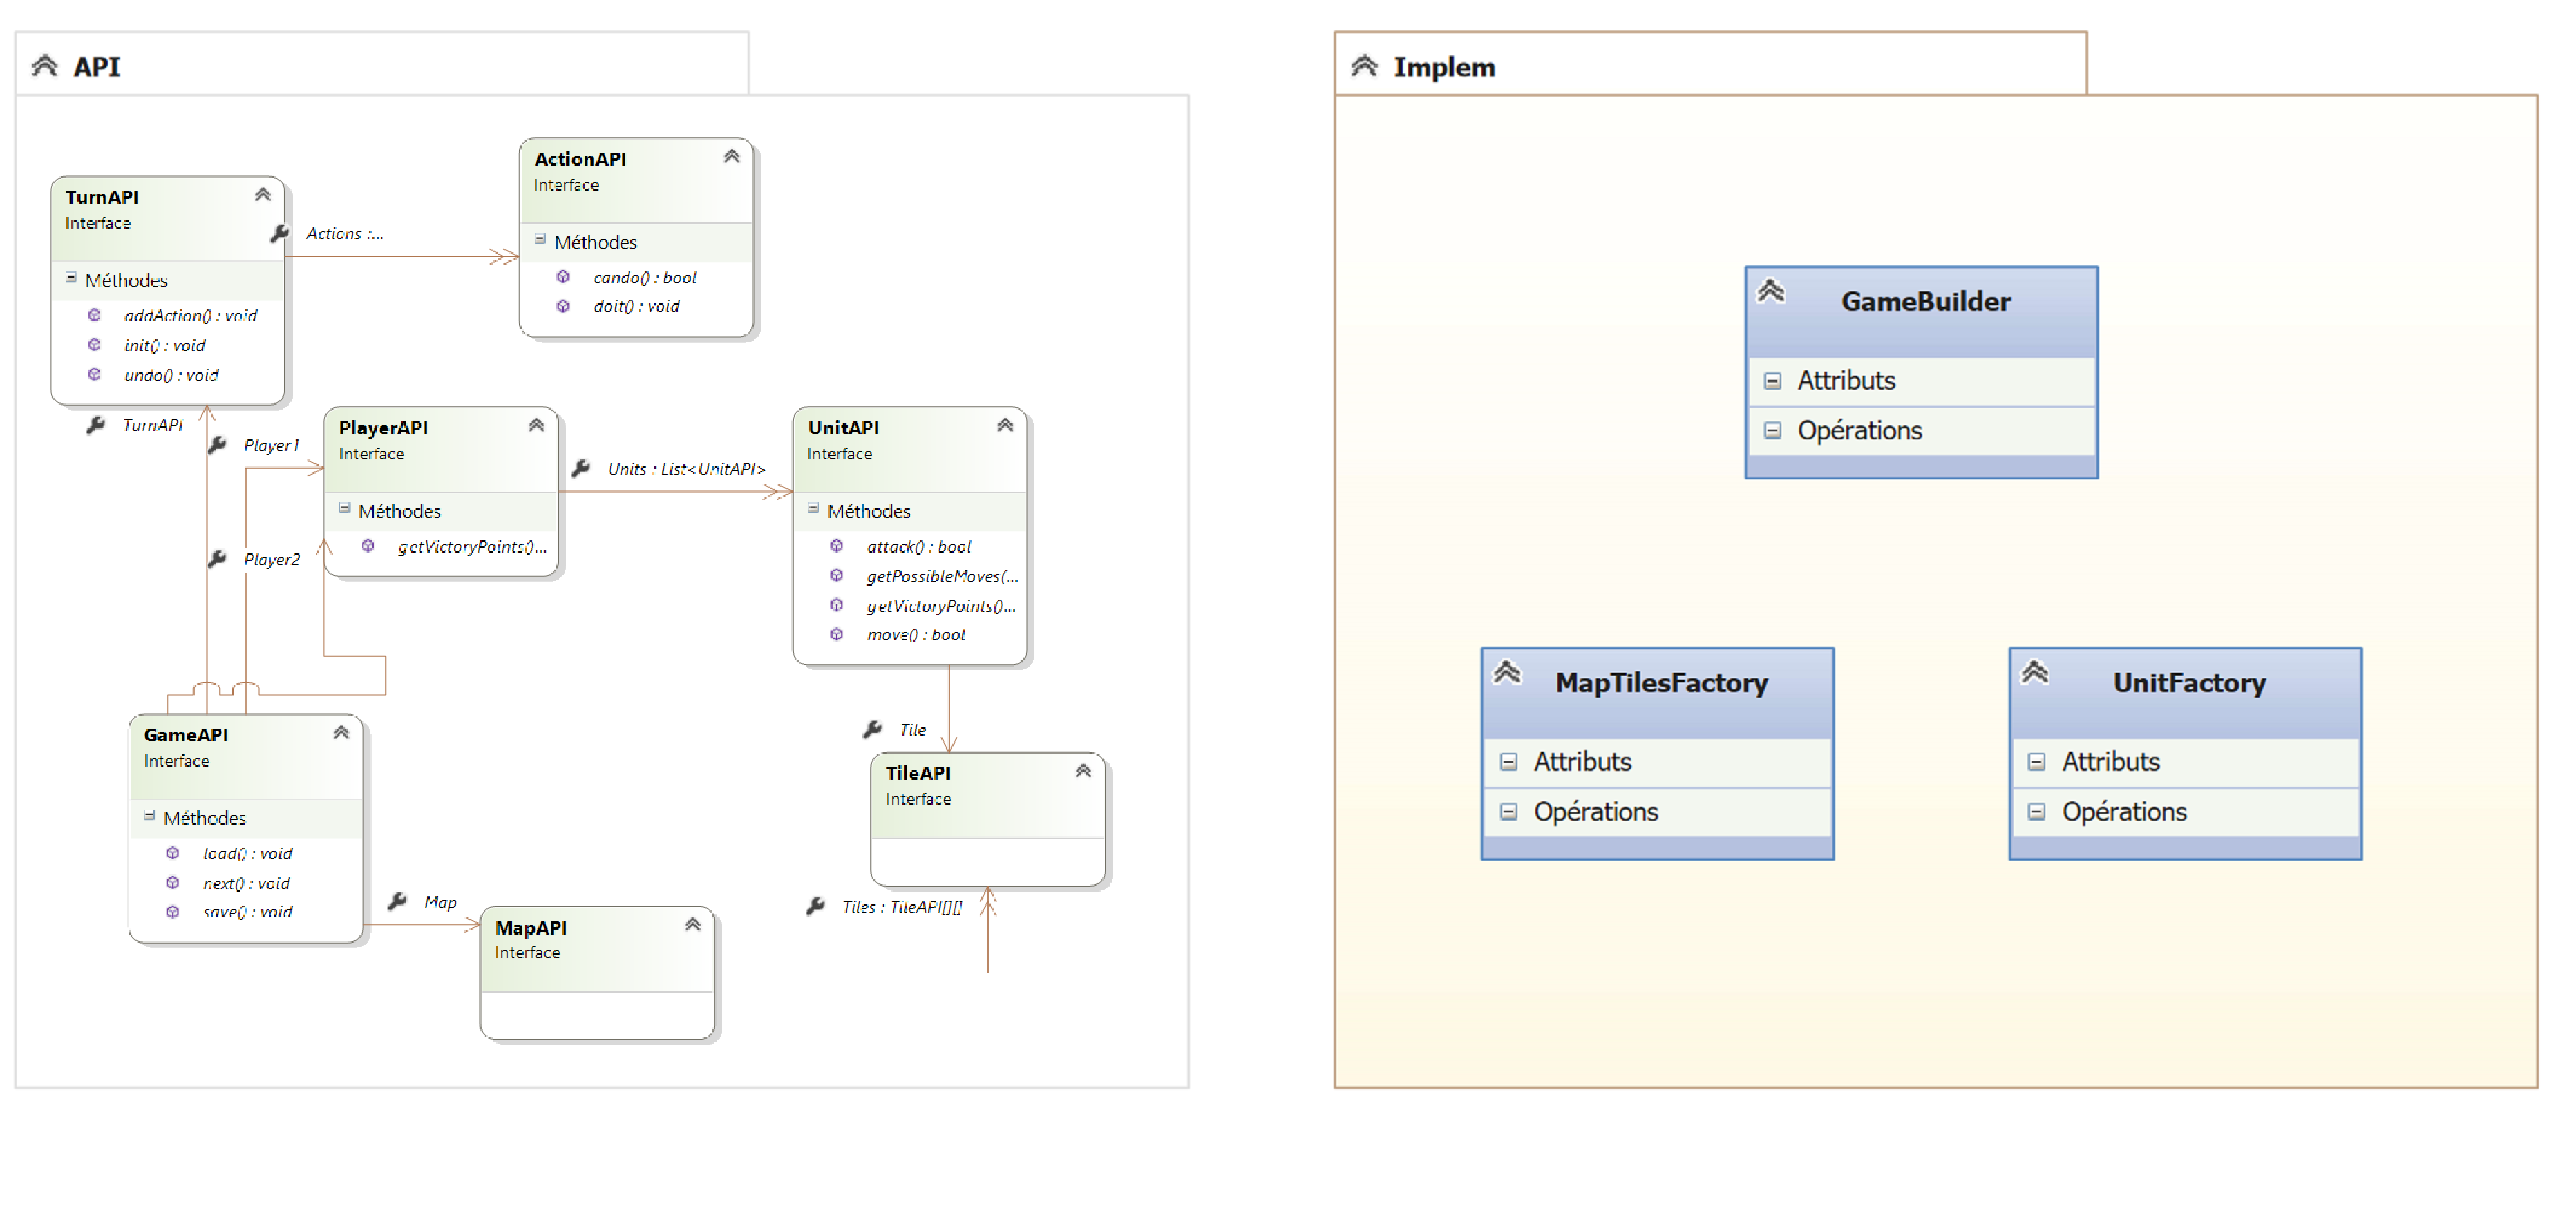 API
TurnAPI
Interface
Méthodes
addAction() : void
init() : void
undo() : void
Actions :...
ActionAPI
Interface
Méthodes
cando() : bool
doit() : void
TurnAPI
Player1
Player2
PlayerAPI
Interface
Méthodes
getVictoryPoints()...
Units : List<UnitAPI>
UnitAPI
Interface
Méthodes
attack() : bool
getPossibleMoves(...
getVictoryPoints()...
move() : bool
Tile
TileAPI
Interface
GameAPI
Interface
Méthodes
load() : void
next() : void
save() : void
Map
MapAPI
Interface
Tiles : TileAPI[][]
Implem
GameBuilder
Attributs
Opérations
MapTilesFactory
Attributs
Opérations
UnitFactory
Attributs
Opérations